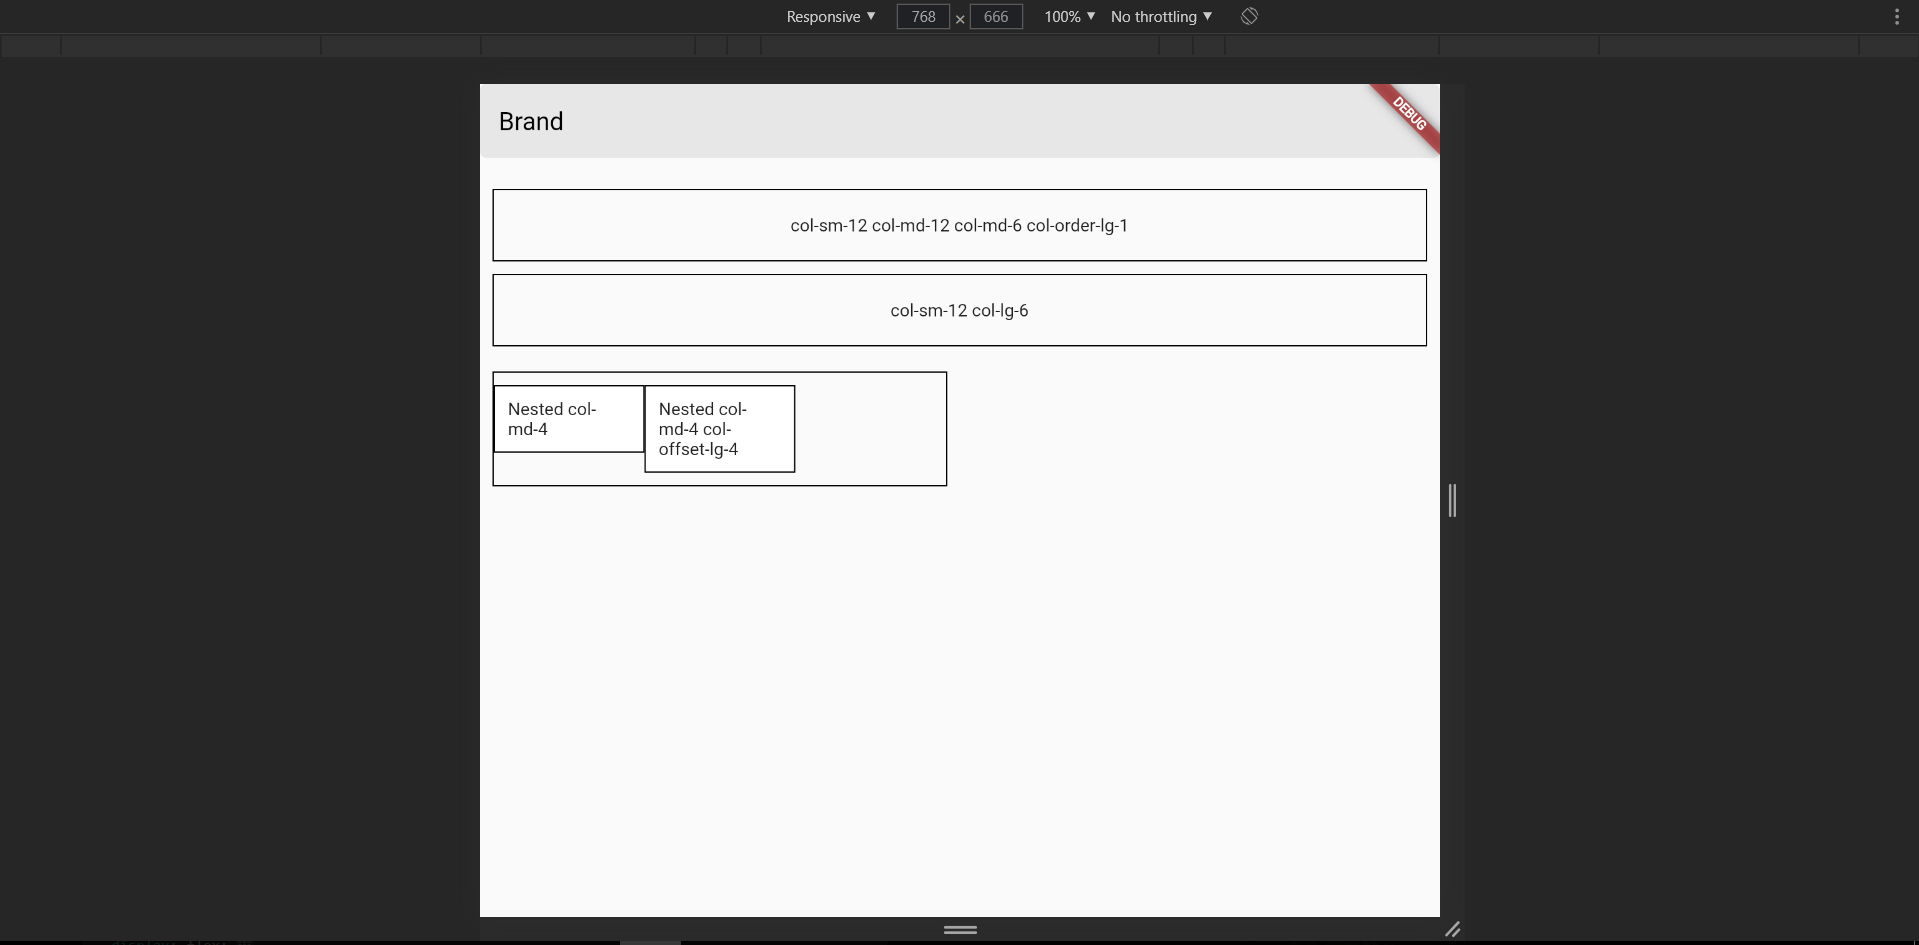 Responsive ▼ 768 × 666 100% ▼ No throttling ▼
Brand
DEBUG
col-sm-12 col-md-12 col-md-6 col-order-lg-1
col-sm-12 col-lg-6
Nested col-
md-4
Nested col-
md-4 col-
offset-lg-4